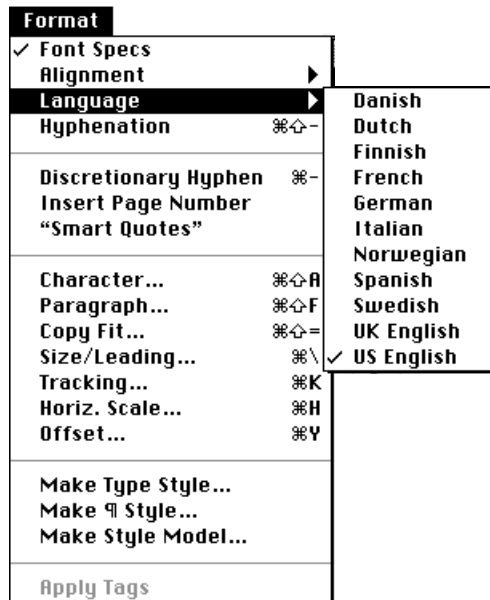 Format
✓ Font Specs
Alignment ▶
Language ▶
Hyphenation ⌘⇧-
Discretionary Hyphen ⌘-
Insert Page Number
“Smart Quotes”
Character... ⌘⇧A
Paragraph... ⌘⇧F
Copy Fit... ⌘⇧=
Size/Leading... ⌘\
Tracking... ⌘K
Horiz. Scale... ⌘H
Offset... ⌘Y
Make Type Style...
Make ¶ Style...
Make Style Model...
Apply Tags
Danish
Dutch
Finnish
French
German
Italian
Norwegian
Spanish
Swedish
UK English
✓ US English